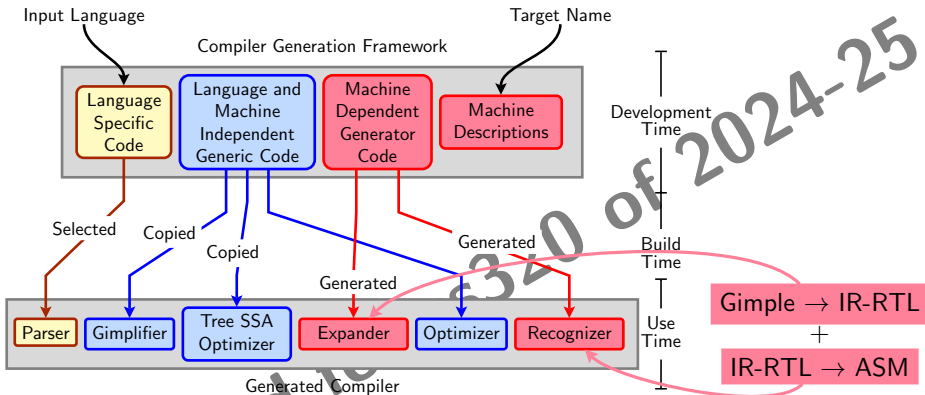 Input Language
Target Name
Compiler Generation Framework
Language
Specific
Code
Language and
Machine
Independent
Generic Code
Machine
Dependent
Generator
Code
Machine
Descriptions
Development
Time
Selected
Copied
Copied
Generated
Generated
Build
Time
Parser
Gimplifier
Tree SSA
Optimizer
Expander
Optimizer
Recognizer
Use
Time
Generated Compiler
Gimple → IR-RTL
+
IR-RTL → ASM
s320 of 2024-25